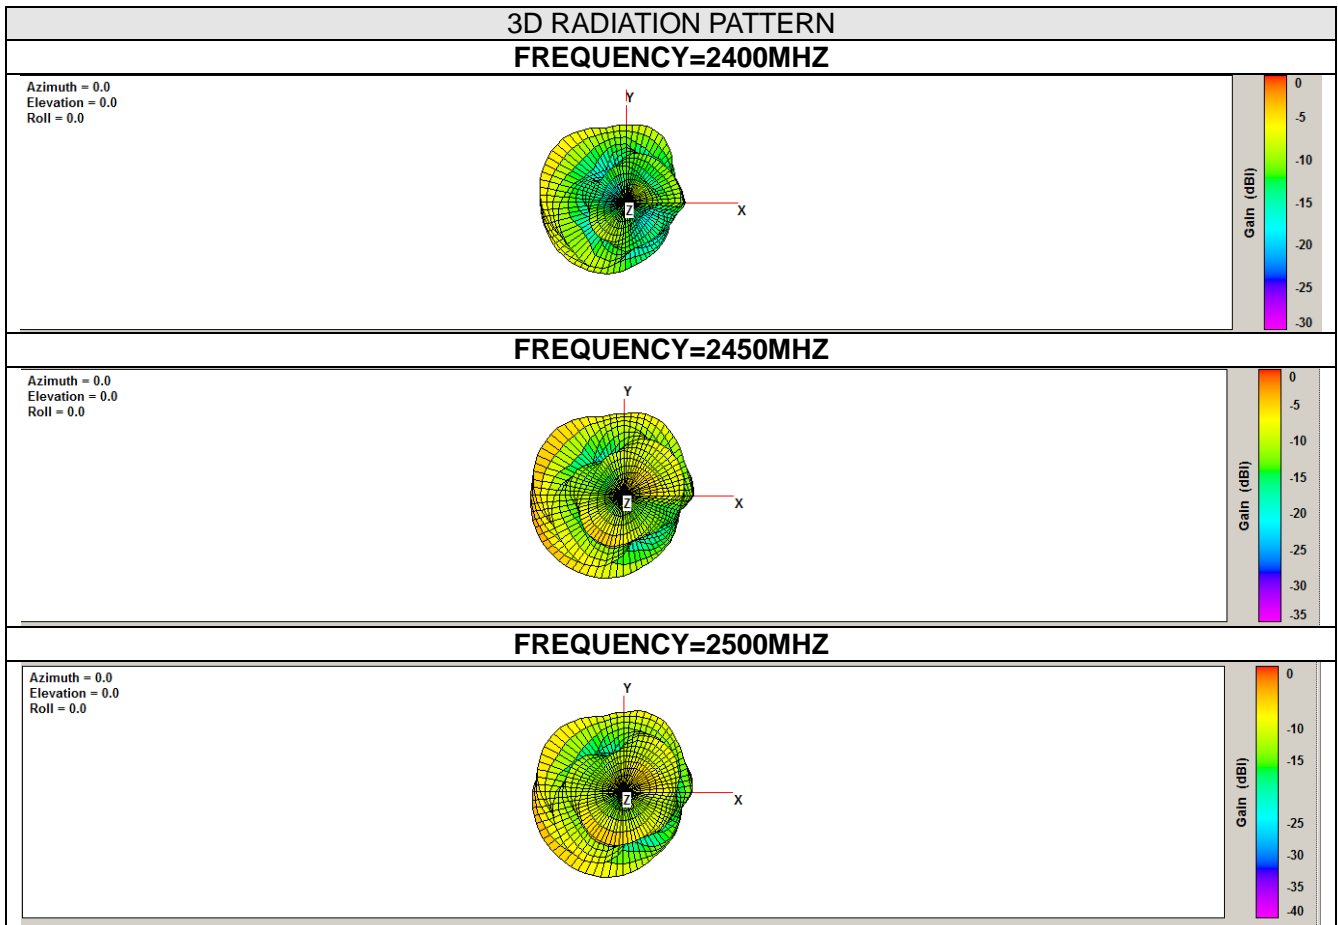 3D RADIATION PATTERN
FREQUENCY=2400MHZ
Azimuth = 0.0
Elevation = 0.0
Roll = 0.0
Y
Z
X
Gain (dBi)
0
-5
-10
-15
-20
-25
-30
FREQUENCY=2450MHZ
Azimuth = 0.0
Elevation = 0.0
Roll = 0.0
Y
Z
X
Gain (dBi)
0
-5
-10
-15
-20
-25
-30
-35
FREQUENCY=2500MHZ
Azimuth = 0.0
Elevation = 0.0
Roll = 0.0
Y
Z
X
Gain (dBi)
0
-10
-15
-25
-30
-35
-40